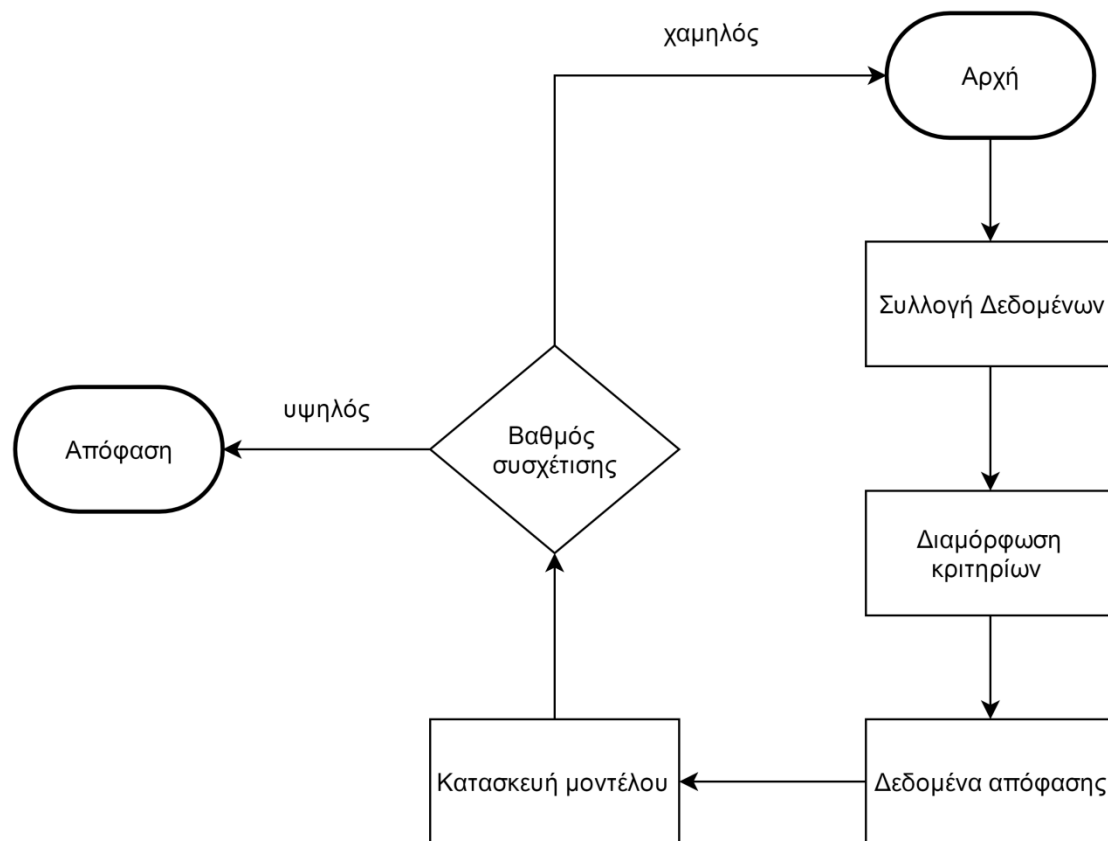 χαμηλός
Αρχή
Συλλογή Δεδομένων
υψηλός
Απόφαση
Βαθμός
συσχέτισης
Διαμόρφωση
κριτηρίων
Κατασκευή μοντέλου
Δεδομένα απόφασης